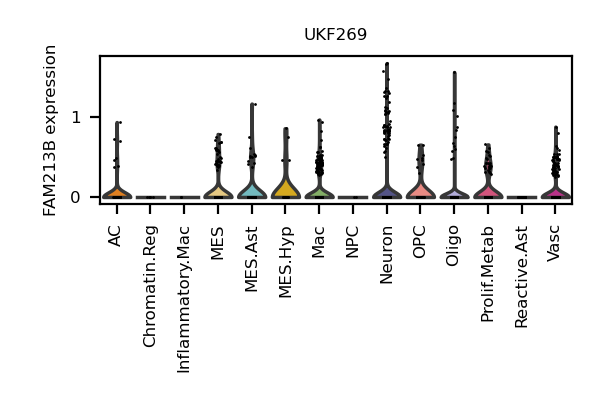 UKF269
FAM213B expression
1
0
AC
Chromatin.Reg
Inflammatory.Mac
MES
MES.Ast
MES.Hyp
Mac
NPC
Neuron
OPC
Oligo
Prolif.Metab
Reactive.Ast
Vasc